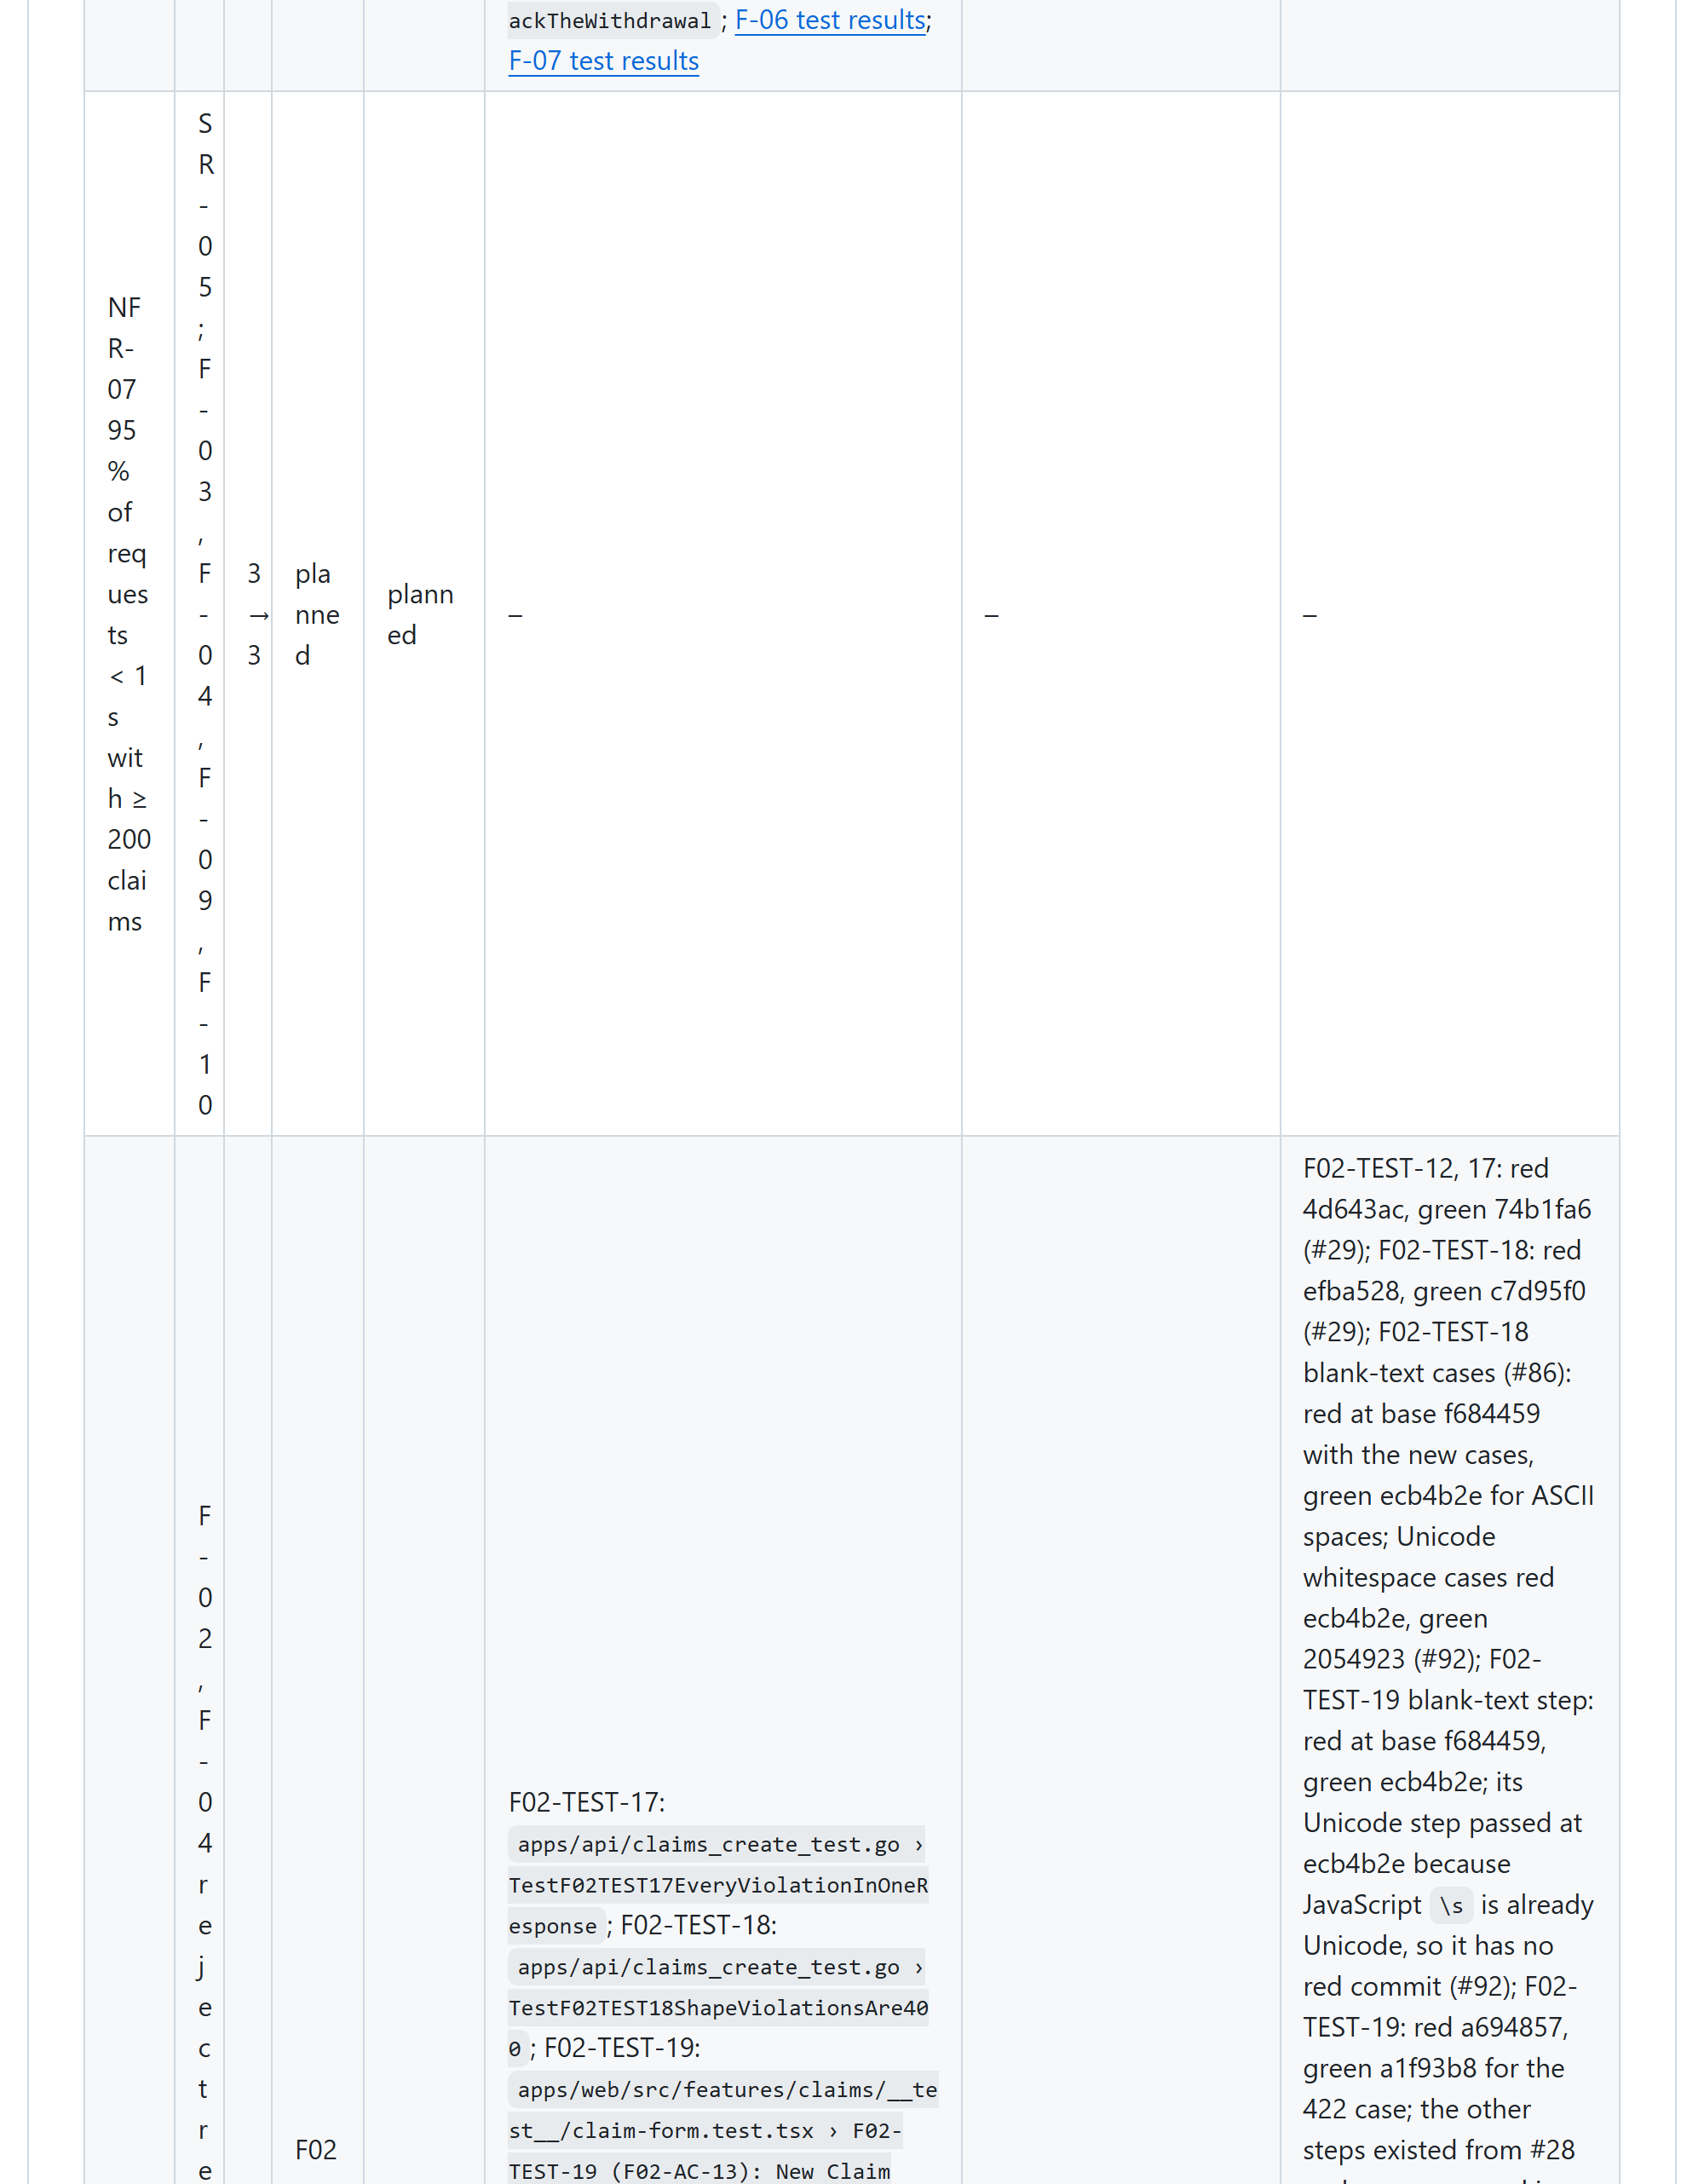 ackTheWithdrawal; F-06 test results;
F-07 test results
NF
R-
07
95
%
of
req
ues
ts
< 1
s
wit
h ≥
200
clai
ms
S
R
-
0
5
;
F
-
0
3
,
F
-
0
4
,
F
-
0
9
,
F
-
1
0
3
→
3
pla
nne
d
plann
ed
–
–
–
F
-
0
2
,
F
-
0
4
r
e
j
e
c
t
r
e
F02
F02-TEST-17:
apps/api/claims_create_test.go ›
TestF02TEST17EveryViolationInOneR
esponse; F02-TEST-18:
apps/api/claims_create_test.go ›
TestF02TEST18ShapeViolationsAre40
0; F02-TEST-19:
apps/web/src/features/claims/__te
st__/claim-form.test.tsx › F02-
TEST-19 (F02-AC-13): New Claim
F02-TEST-12, 17: red
4d643ac, green 74b1fa6
(#29); F02-TEST-18: red
efba528, green c7d95f0
(#29); F02-TEST-18
blank-text cases (#86):
red at base f684459
with the new cases,
green ecb4b2e for ASCII
spaces; Unicode
whitespace cases red
ecb4b2e, green
2054923 (#92); F02-
TEST-19 blank-text step:
red at base f684459,
green ecb4b2e; its
Unicode step passed at
ecb4b2e because
JavaScript \s is already
Unicode, so it has no
red commit (#92); F02-
TEST-19: red a694857,
green a1f93b8 for the
422 case; the other
steps existed from #28